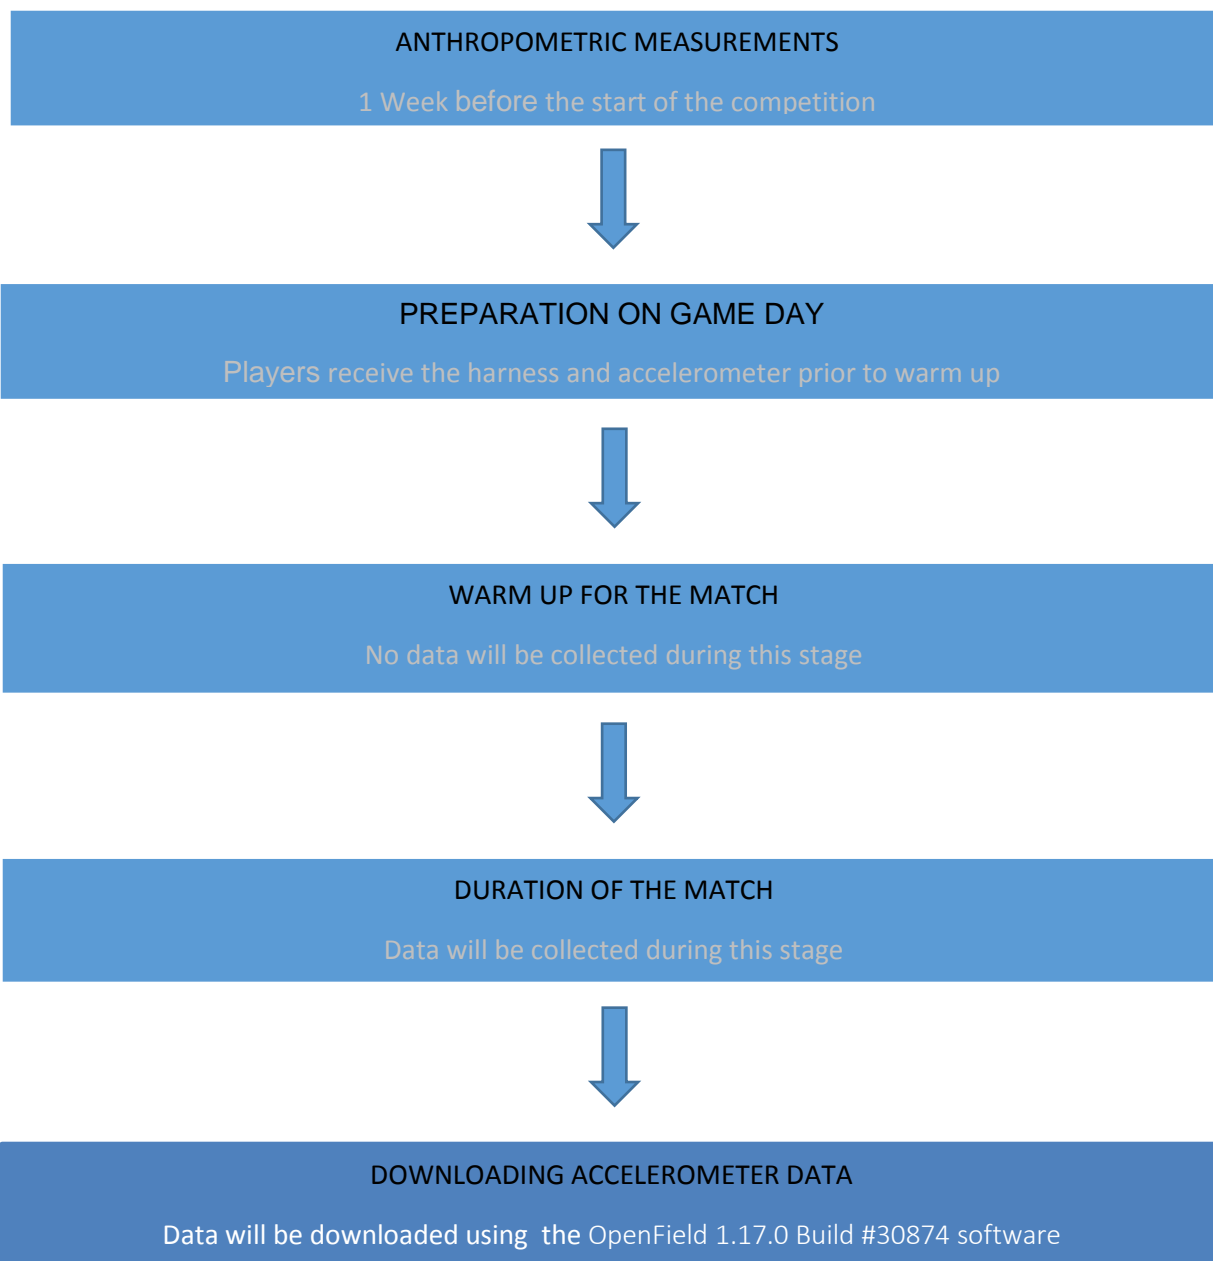 ANTHROPOMETRIC MEASUREMENTS
1 Week before the start of the competition
PREPARATION ON GAME DAY
Players receive the harness and accelerometer prior to warm up
WARM UP FOR THE MATCH
No data will be collected during this stage
DURATION OF THE MATCH
Data will be collected during this stage
DOWNLOADING ACCELEROMETER DATA
Data will be downloaded using  the OpenField 1.17.0 Build #30874 software